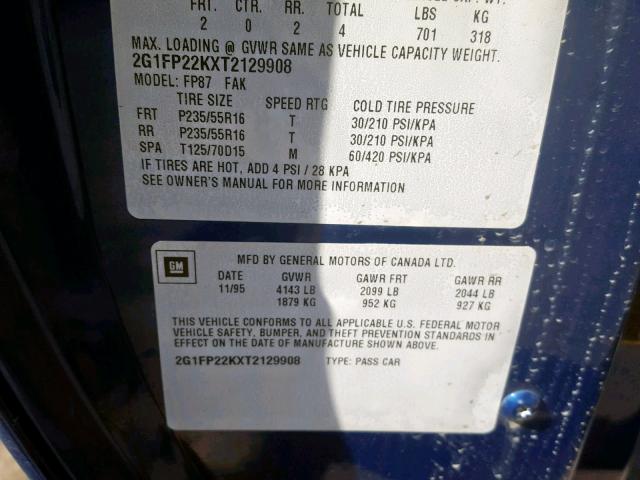 CAP. WT.
FRT. CTR. RR. TOTAL LBS KG
2 0 2 4 701 318
MAX. LOADING @ GVWR SAME AS VEHICLE CAPACITY WEIGHT.
2G1FP22KXT2129908
MODEL: FP87 FAK
TIRE SIZE SPEED RTG COLD TIRE PRESSURE
FRT P235/55R16 T 30/210 PSI/KPA
RR P235/55R16 T 30/210 PSI/KPA
SPA T125/70D15 M 60/420 PSI/KPA
IF TIRES ARE HOT, ADD 4 PSI / 28 KPA
SEE OWNER'S MANUAL FOR MORE INFORMATION
GM MFD BY GENERAL MOTORS OF CANADA LTD.
DATE GVWR GAWR FRT GAWR RR
11/95 4143 LB 2099 LB 2044 LB
1879 KG 952 KG 927 KG
THIS VEHICLE CONFORMS TO ALL APPLICABLE U.S. FEDERAL MOTOR
VEHICLE SAFETY, BUMPER, AND THEFT PREVENTION STANDARDS IN
EFFECT ON THE DATE OF MANUFACTURE SHOWN ABOVE.
2G1FP22KXT2129908 TYPE: PASS CAR